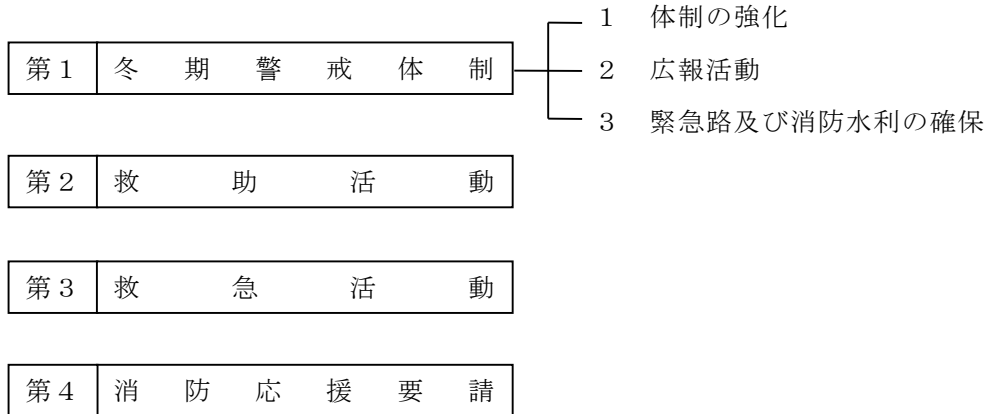 第１ 冬期警戒体制
１ 体制の強化
２ 広報活動
３ 緊急路及び消防水利の確保
第２ 救助活動
第３ 救急活動
第４ 消防応援要請